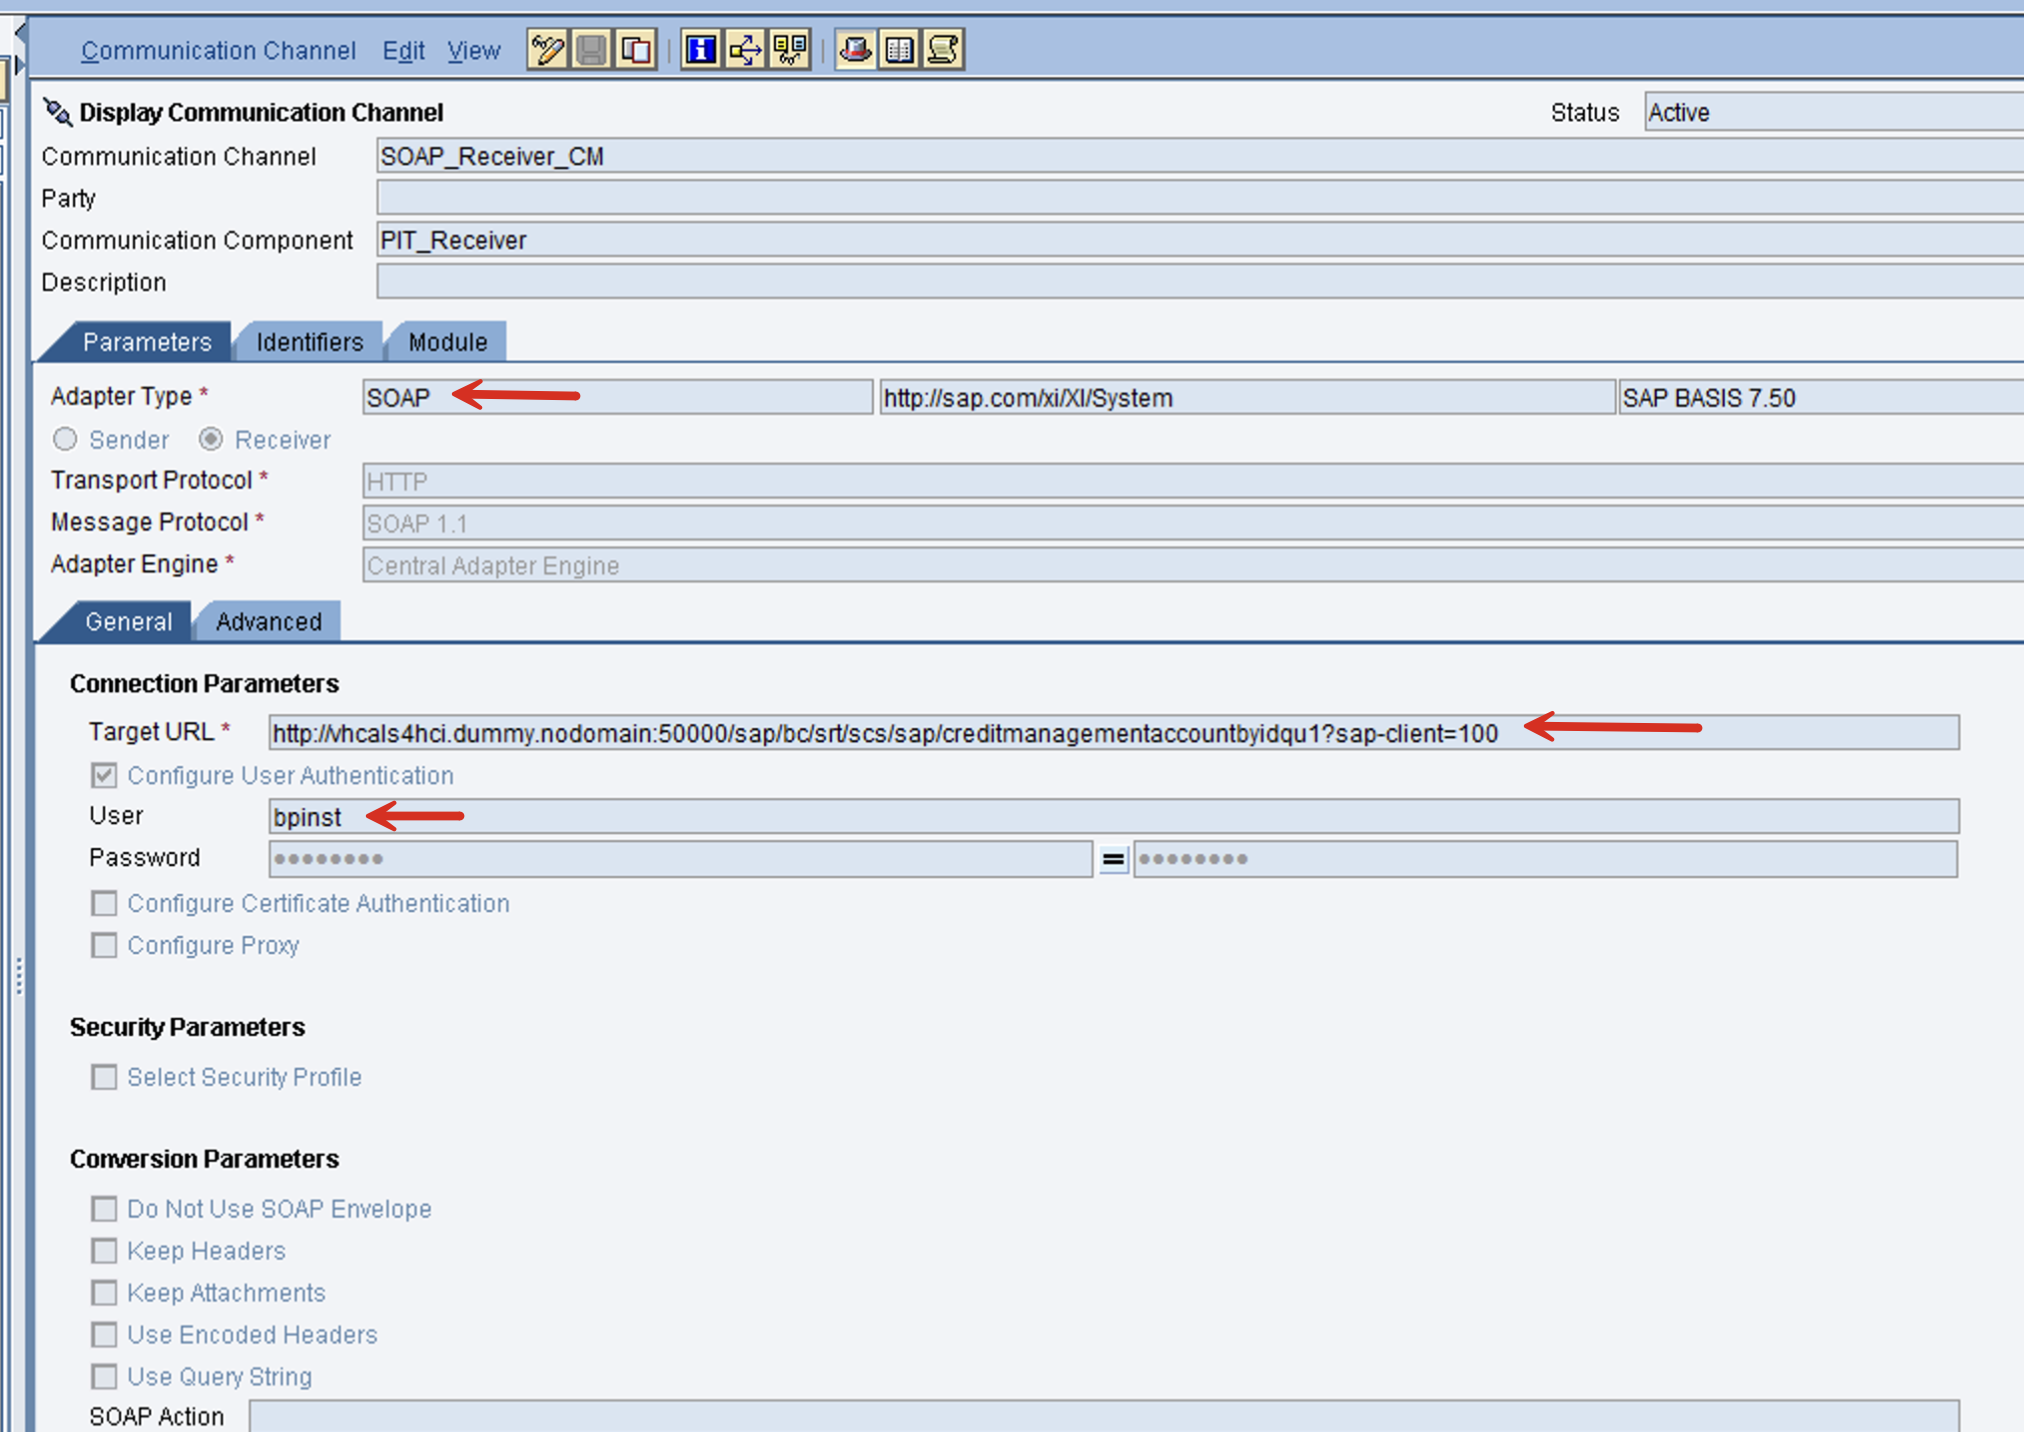 Communication Channel Edit View
Display Communication Channel Status Active
Communication Channel SOAP_Receiver_CM
Party
Communication Component PIT_Receiver
Description
Parameters Identifiers Module
Adapter Type * SOAP http://sap.com/xi/XI/System SAP BASIS 7.50
Sender Receiver
Transport Protocol * HTTP
Message Protocol * SOAP 1.1
Adapter Engine * Central Adapter Engine
General Advanced
Connection Parameters
Target URL * http://vhcals4hci.dummy.nodomain:50000/sap/bc/srt/scs/sap/creditmanagementaccountbyidqu1?sap-client=100
Configure User Authentication
User bpinst
Password •••••••• = ••••••••
Configure Certificate Authentication
Configure Proxy
Security Parameters
Select Security Profile
Conversion Parameters
Do Not Use SOAP Envelope
Keep Headers
Keep Attachments
Use Encoded Headers
Use Query String
SOAP Action